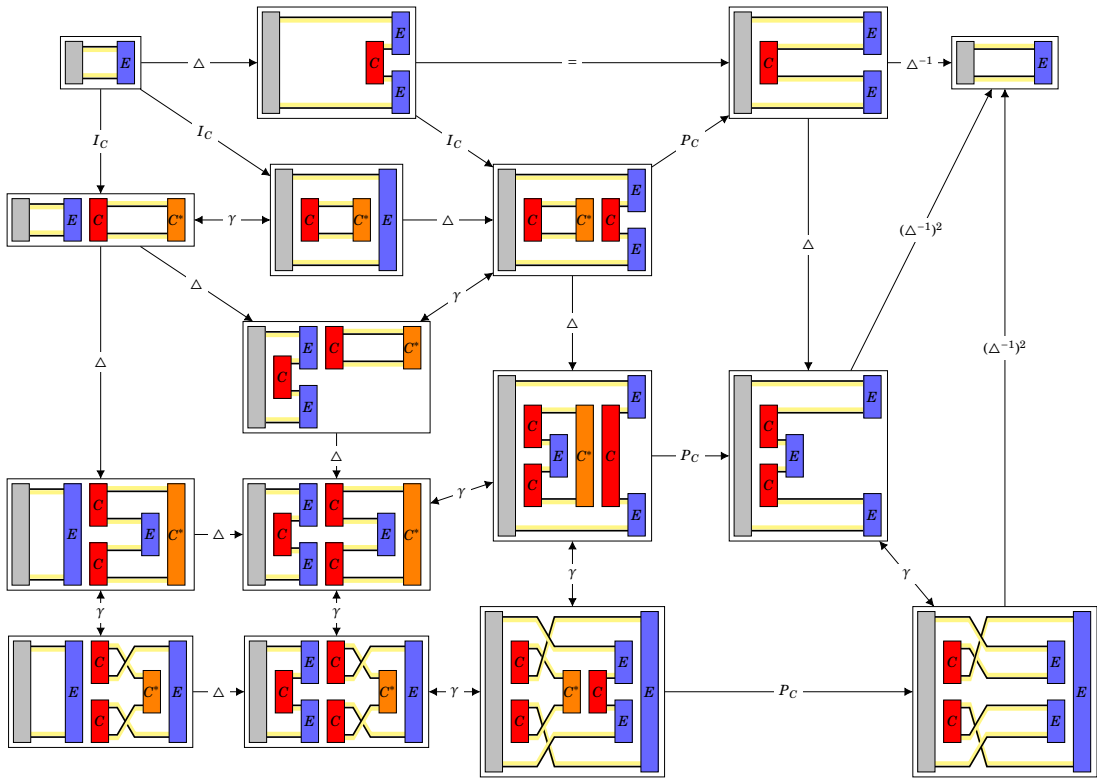 E △ C E E = C E E △⁻¹ E
I_C I_C I_C P_C
E C C* γ C C* E △ C C* C E E
△ γ △ (△⁻¹)²
C E E C C*
△ △ △ (△⁻¹)²
C E C C* C E E P_C C E C E E
E C C E C* △ C E E C C E C* γ
γ γ γ γ
E C C C* E △ C E E C C C* E γ C C C* C E E E P_C C C E E E